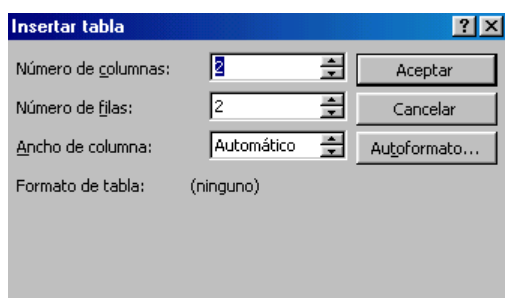 Insertar tabla
Número de columnas: 2 Aceptar
Número de filas: 2 Cancelar
Ancho de columna: Automático Autoformato...
Formato de tabla: (ninguno)